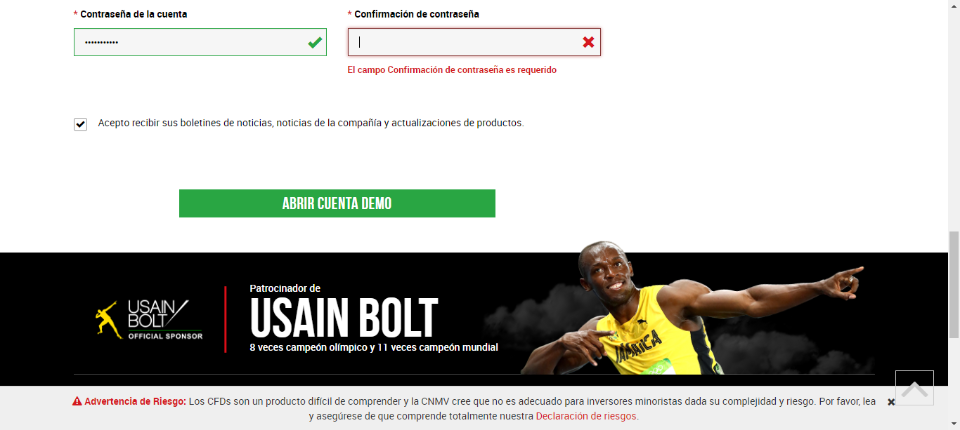 * Contraseña de la cuenta
* Confirmación de contraseña
El campo Confirmación de contraseña es requerido
Acepto recibir sus boletines de noticias, noticias de la compañía y actualizaciones de productos.
ABRIR CUENTA DEMO
USAIN
BOLT
OFFICIAL SPONSOR
Patrocinador de
USAIN BOLT
8 veces campeón olímpico y 11 veces campeón mundial
JAMAICA
Advertencia de Riesgo: Los CFDs son un producto difícil de comprender y la CNMV cree que no es adecuado para inversores minoristas dada su complejidad y riesgo. Por favor, lea
y asegúrese de que comprende totalmente nuestra Declaración de riesgos.